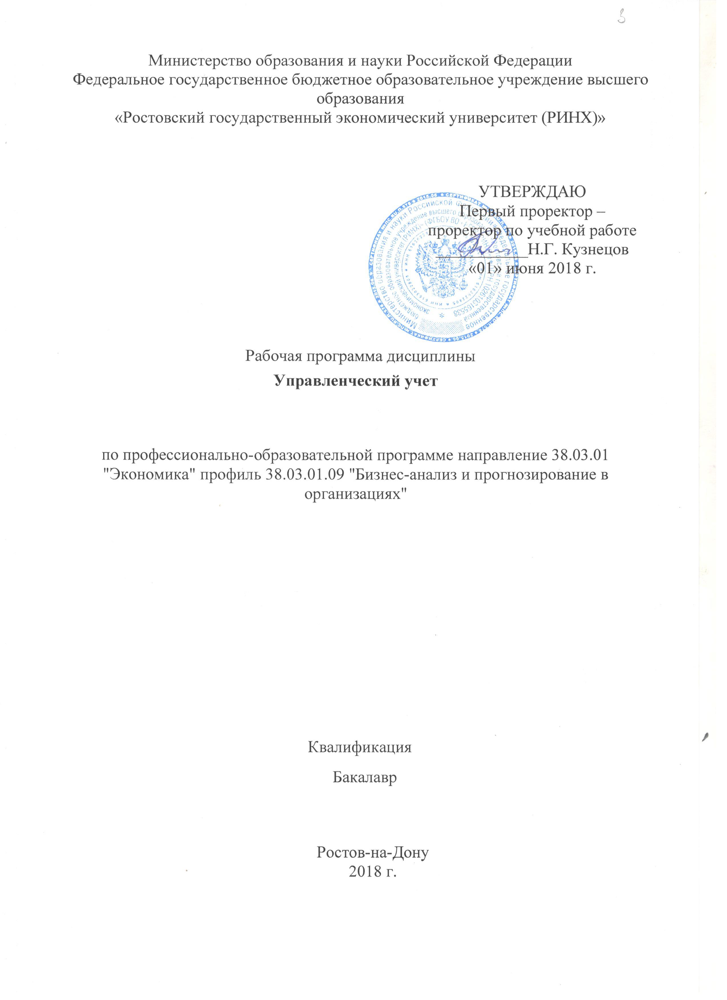 3
Министерство образования и науки Российской Федерации
Федеральное государственное бюджетное образовательное учреждение высшего
образования
«Ростовский государственный экономический университет (РИНХ)»
УТВЕРЖДАЮ
Первый проректор –
проректор по учебной работе
Н.Г. Кузнецов
«01» июня 2018 г.
Рабочая программа дисциплины
Управленческий учет
по профессионально-образовательной программе направление 38.03.01
"Экономика" профиль 38.03.01.09 "Бизнес-анализ и прогнозирование в
организациях"
Квалификация
Бакалавр
Ростов-на-Дону
2018 г.